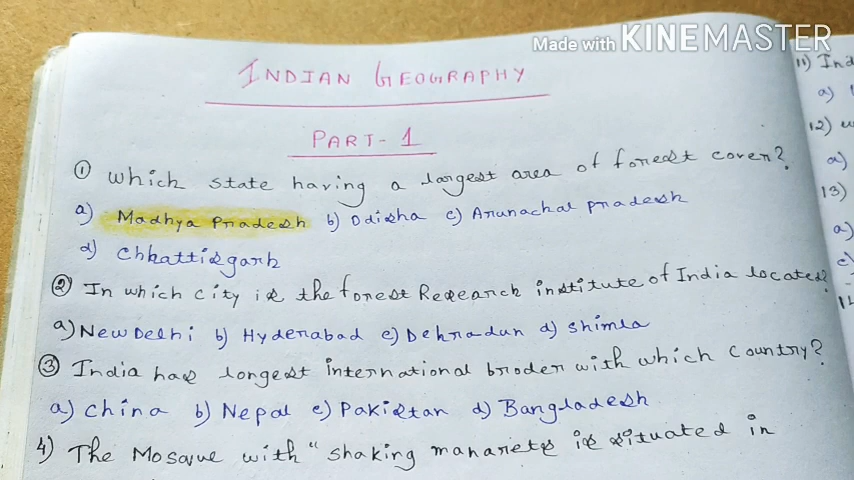 Made with KINEMASTER
INDIAN GEOGRAPHY
PART-1
① Which state having a largest area of forest cover?
a) Madhya Pradesh b) Odisha c) Arunachal pradesh
d) Chhattisgarh
② In which city is the forest Research institute of India located?
a) New Delhi b) Hyderabad c) Dehradun d) Shimla
③ India has longest international broder with which country?
a) China b) Nepal c) Pakistan d) Bangladesh
4) The Mosque with "shaking manarets is situated in
11) Ind
a)
12)
a)
13)
a)
c)
14